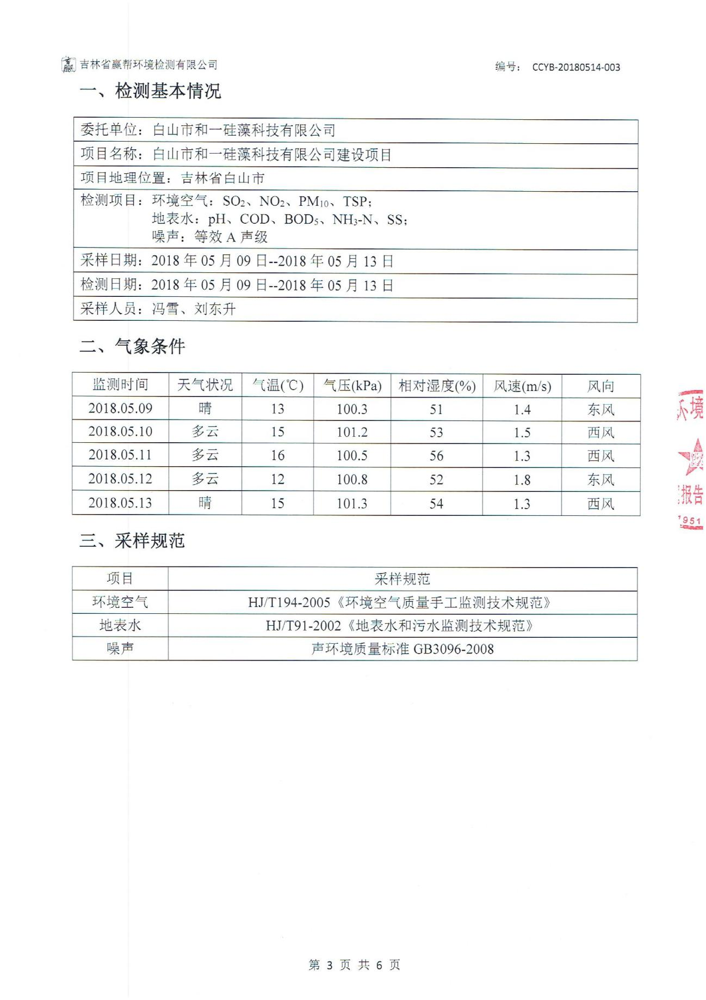 吉林省赢帮环境检测有限公司 编号： CCYB-20180514-003
一、检测基本情况
委托单位：白山市和一硅藻科技有限公司
项目名称：白山市和一硅藻科技有限公司建设项目
项目地理位置：吉林省白山市
检测项目：环境空气：SO₂、NO₂、PM₁₀、TSP；
地表水：pH、COD、BOD₅、NH₃-N、SS；
噪声：等效 A 声级
采样日期：2018 年 05 月 09 日--2018 年 05 月 13 日
检测日期：2018 年 05 月 09 日--2018 年 05 月 13 日
采样人员：冯雪、刘东升
二、气象条件
监测时间 天气状况 气温(℃) 气压(kPa) 相对湿度(%) 风速(m/s) 风向
2018.05.09 晴 13 100.3 51 1.4 东风
2018.05.10 多云 15 101.2 53 1.5 西风
2018.05.11 多云 16 100.5 56 1.3 西风
2018.05.12 多云 12 100.8 52 1.8 东风
2018.05.13 晴 15 101.3 54 1.3 西风
三、采样规范
项目 采样规范
环境空气 HJ/T194-2005《环境空气质量手工监测技术规范》
地表水 HJ/T91-2002《地表水和污水监测技术规范》
噪声 声环境质量标准 GB3096-2008
境
报告
951
第 3 页 共 6 页